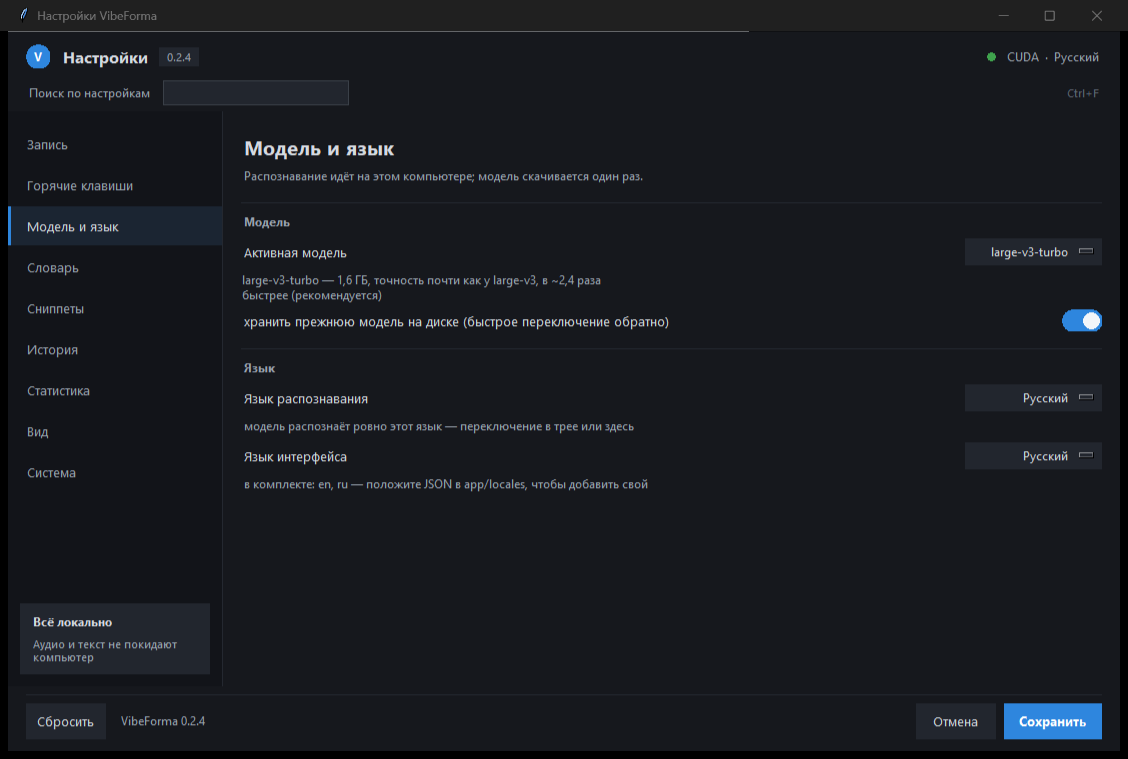 Настройки VibeForma
V
Настройки
0.2.4
CUDA · Русский
Поиск по настройкам
Ctrl+F
Запись
Горячие клавиши
Модель и язык
Словарь
Сниппеты
История
Статистика
Вид
Система
Всё локально
Аудио и текст не покидают
компьютер
Модель и язык
Распознавание идёт на этом компьютере; модель скачивается один раз.
Модель
Активная модель
large-v3-turbo
large-v3-turbo — 1,6 ГБ, точность почти как у large-v3, в ~2,4 раза
быстрее (рекомендуется)
хранить прежнюю модель на диске (быстрое переключение обратно)
Язык
Язык распознавания
Русский
модель распознаёт ровно этот язык — переключение в трее или здесь
Язык интерфейса
Русский
в комплекте: en, ru — положите JSON в app/locales, чтобы добавить свой
Сбросить
VibeForma 0.2.4
Отмена
Сохранить